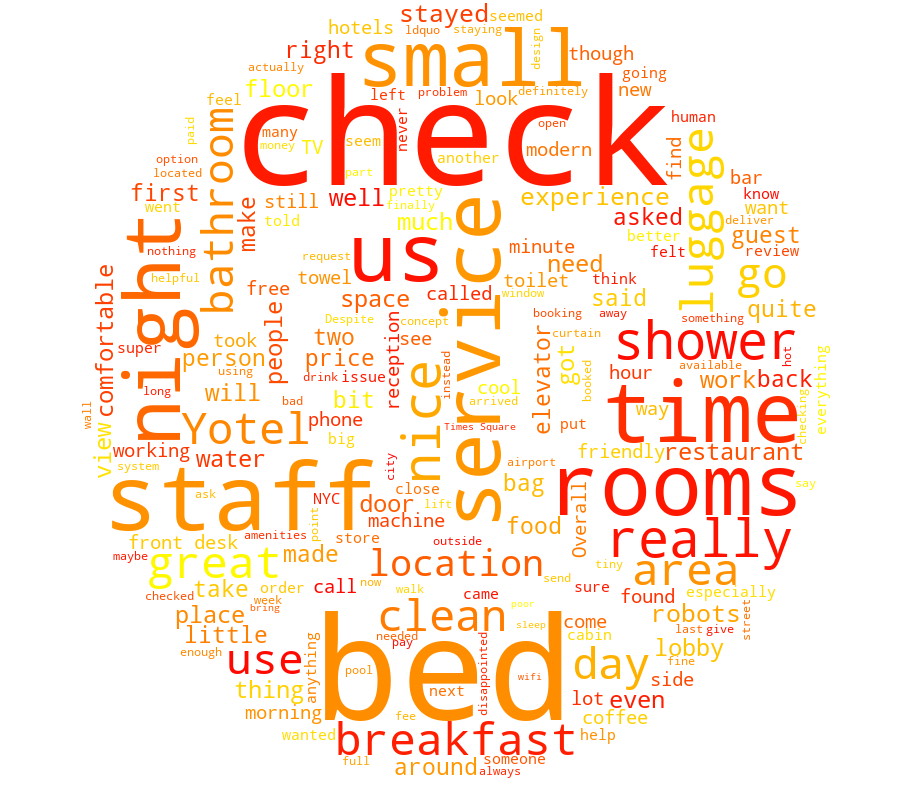 stayed
seemed
hotels
ldquo
staying
small
design
right
though
actually
going
floor
feel
left
problem
look
definitely
new
check
paid
bathroom
many
money
TV
seem
never
open
human
another
modern
find
luggage
option
located
part
bar
first
make
still
well
pretty
finally
service
experience
asked
know
want
went
told
much
better
deliver
guest
night
nothing
us
minute
felt
review
helpful
request
towel
need
go
free
called
toilet
think
window
comfortable
people
space
said
quite
Despite
concept
booking
away
something
super
took
two
see
elevator
curtain
shower
person
price
reception
instead
got
hot
using
drink
issue
cool
booked
hour
available
work
back
everything
long
will
bad
bit
nice
arrived
time
checking
wall
Yotel
phone
put
way
view
big
Times Square
working
water
city
friendly
restaurant
system
airport
staff
NYC
close
lift
bag
rooms
say
ask
door
point
machine
food
Overall
amenities
store
outside
really
front desk
maybe
made
great
location
tiny
area
checked
take
order
now
walk
send
call
came
sure
found
especially
week
place
bring
clean
poor
come
robots
last
give
street
little
needed
sleep
cabin
enough
pay
lobby
use
bed
fine
anything
pool
disappointed
wifi
day
side
thing
next
lot
even
morning
fee
coffee
wanted
breakfast
help
full
around
someone
always